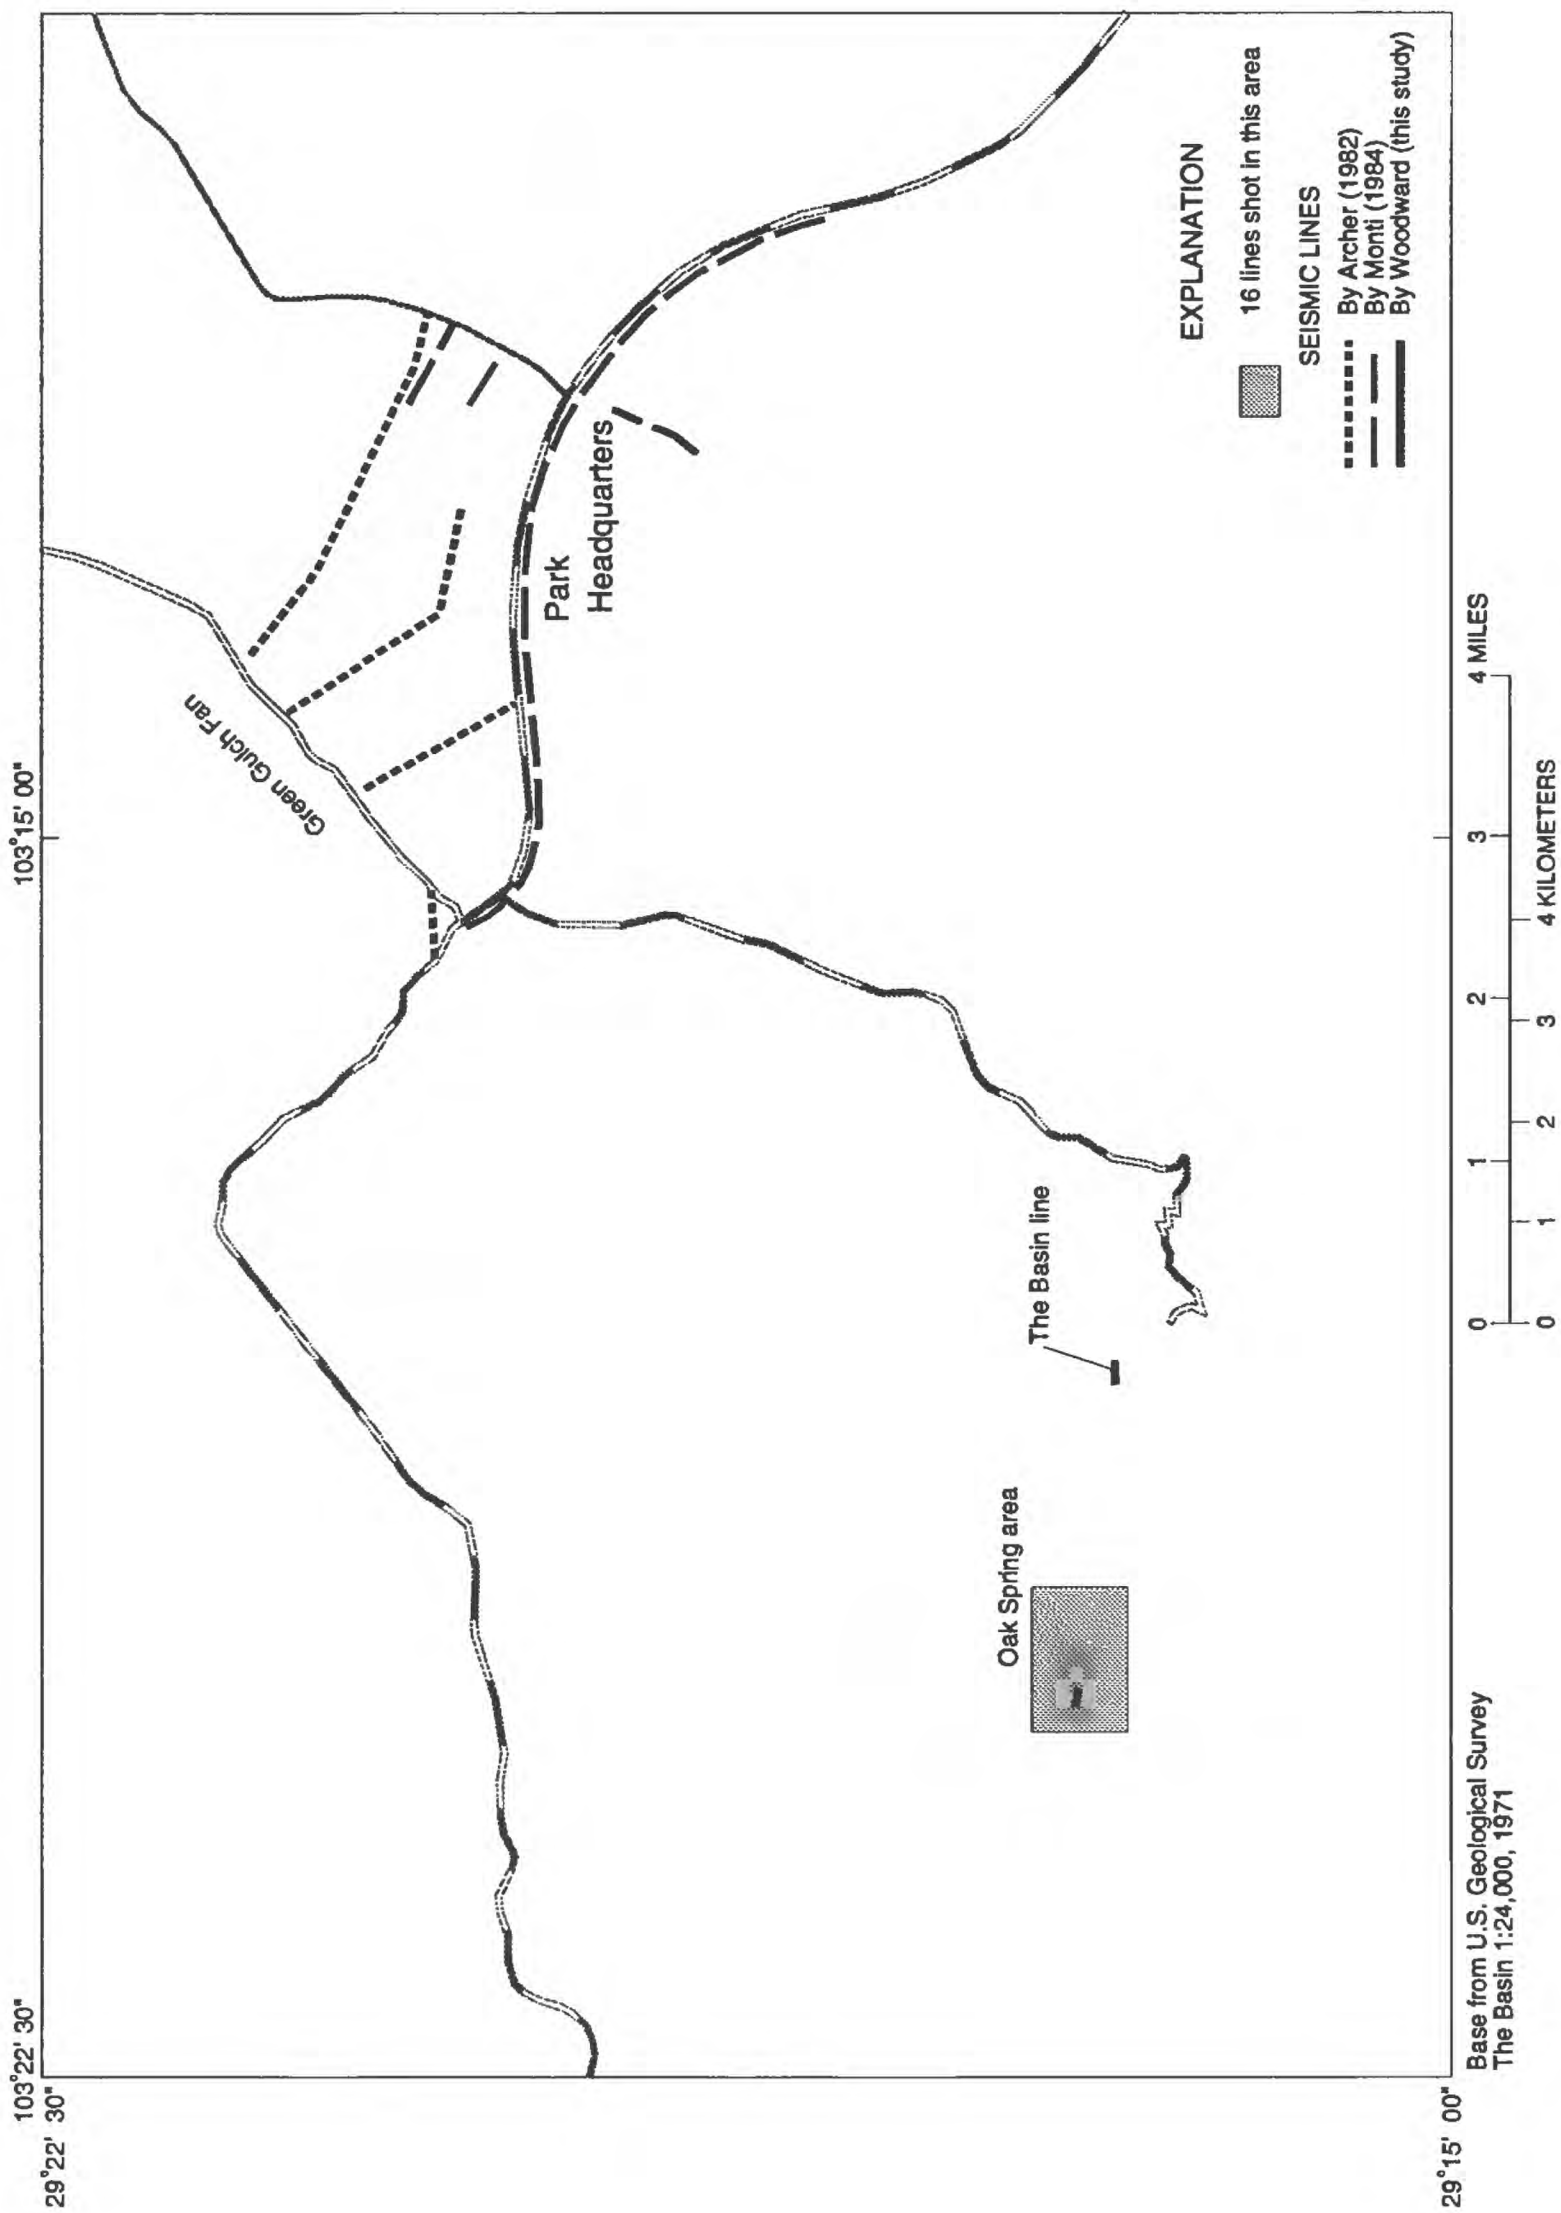 103°22' 30"
103°15' 00"
29°22' 30"
Green Gulch Fan
Park
Headquarters
The Basin line
Oak Spring area
EXPLANATION
16 lines shot in this area
SEISMIC LINES
By Archer (1982)
By Monti (1984)
By Woodward (this study)
29°15' 00"
Base from U.S. Geological Survey
The Basin 1:24,000, 1971
0 1 2 3 4 MILES
0 1 2 3 4 KILOMETERS